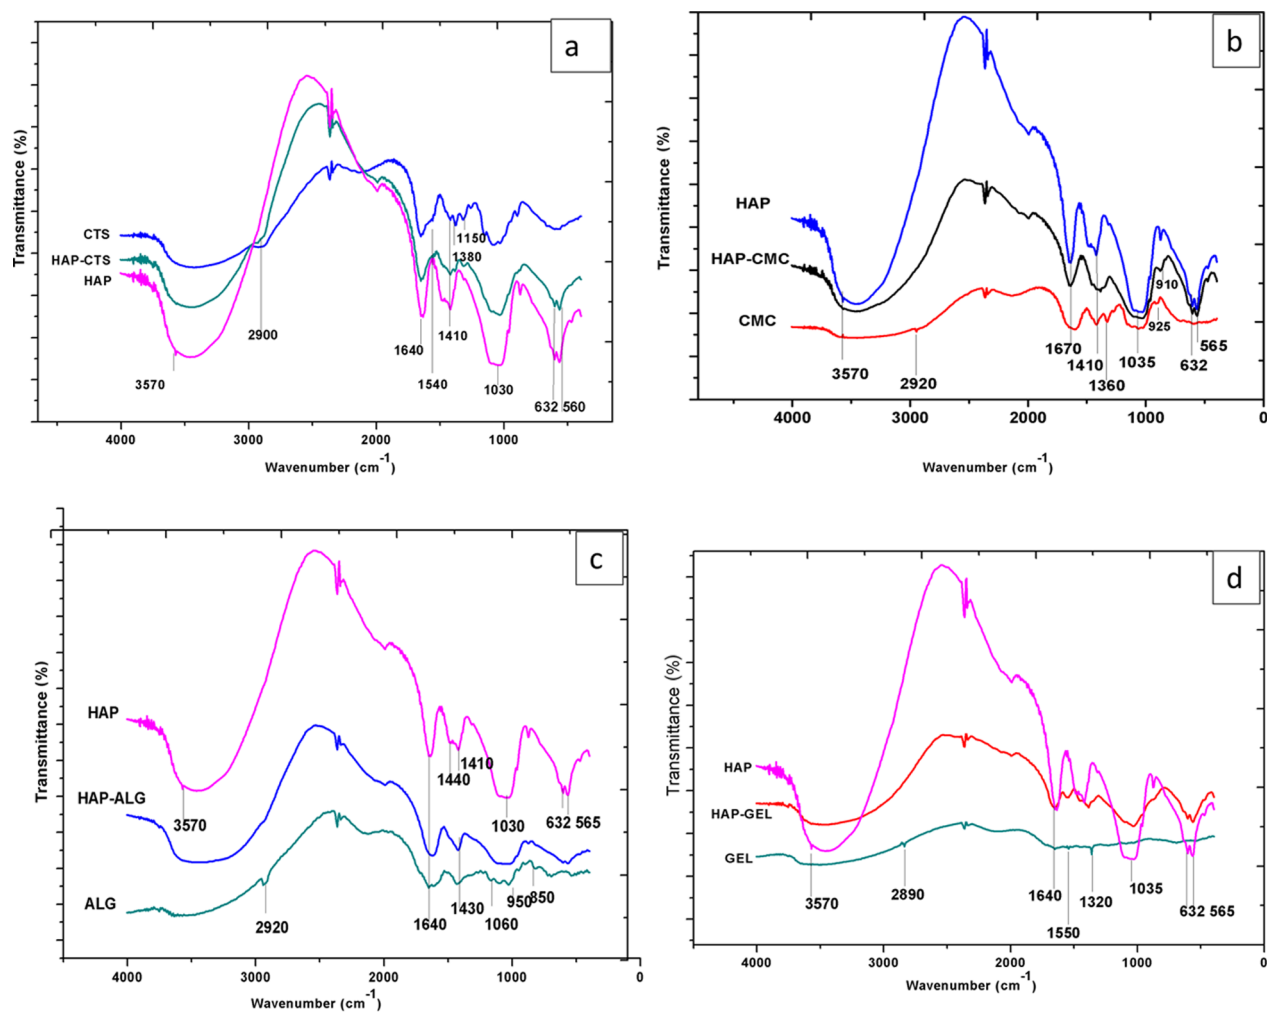 a
Transmittance (%)
CTS
HAP-CTS
HAP
1150
1380
2900
1640
1410
3570
1540
1030
632 560
4000 3000 2000 1000
Wavenumber (cm-1)
b
Transmittance (%)
HAP
HAP-CMC
CMC
910
925
1670
565
3570
1410
1035
632
2920
1360
4000 3000 2000 1000 0
Wavenumber (cm-1)
c
Transmittance (%)
HAP
HAP-ALG
ALG
1410
1440
3570
1030
632 565
950
850
1430
2920
1640
1060
4000 3000 2000 1000 0
Wavenumber (cm-1)
d
Transmittance (%)
HAP
HAP-GEL
GEL
1035
3570
2890
1640
1320
632 565
1550
4000 3000 2000 1000 0
Wavenumber (cm-1)